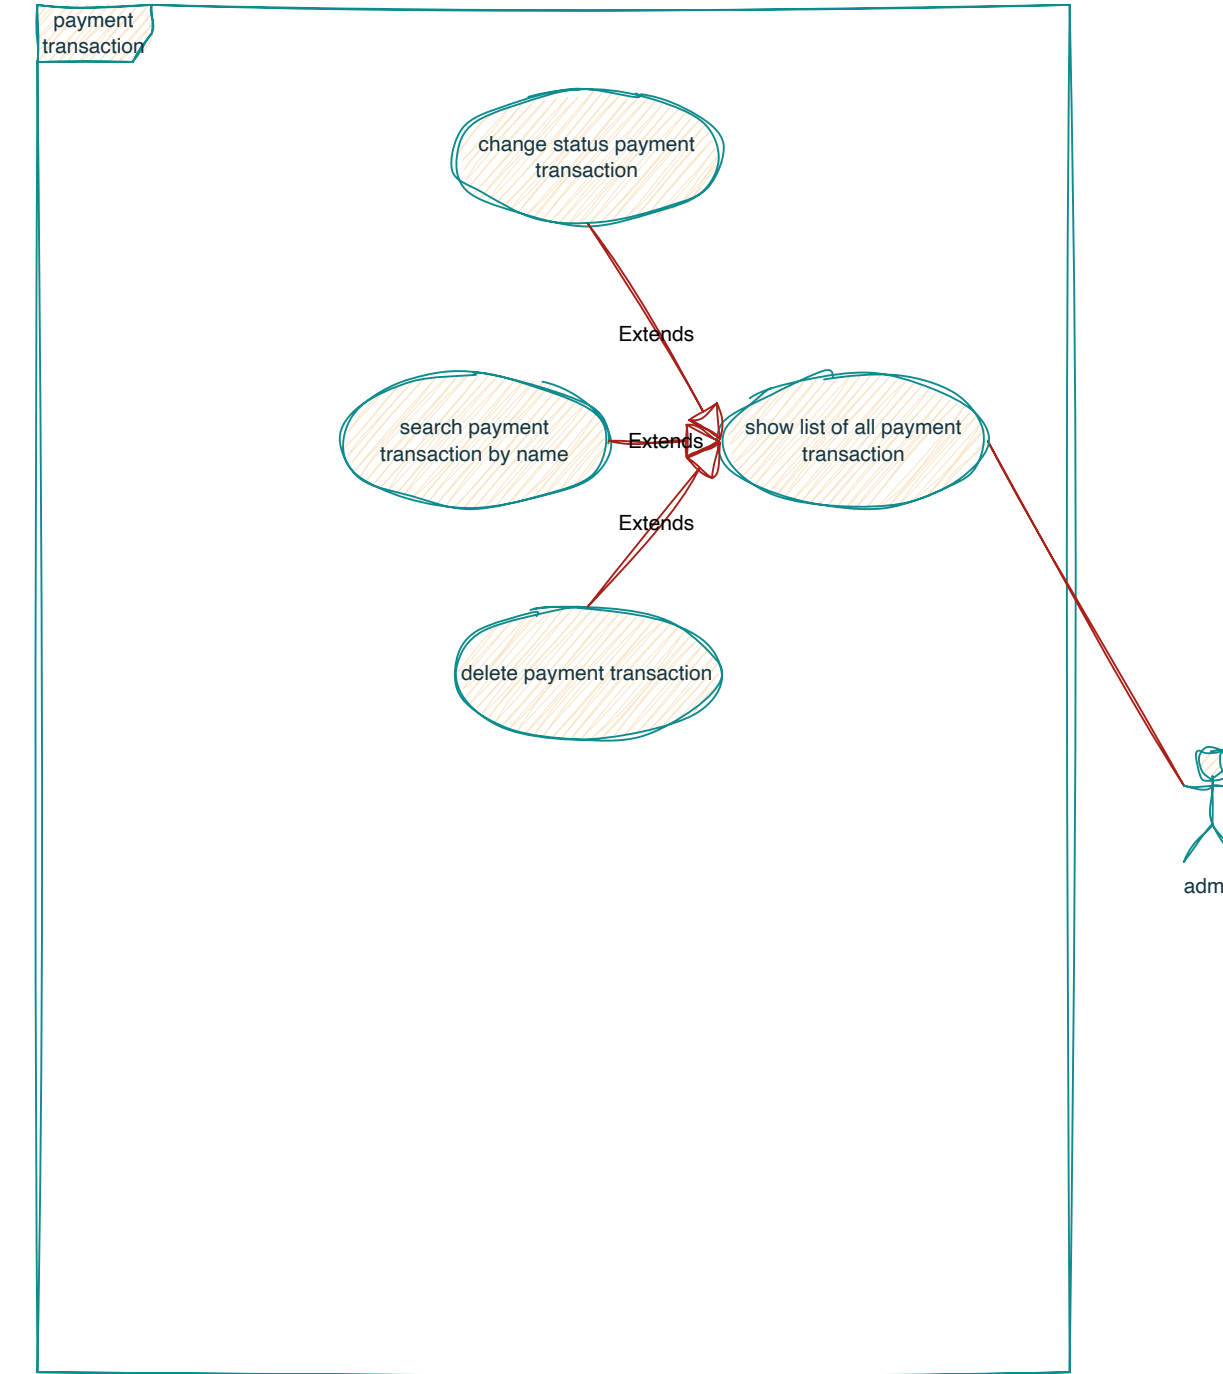 payment
transaction
change status payment
transaction
Extends
search payment
transaction by name
Extends
show list of all payment
transaction
Extends
delete payment transaction
adm